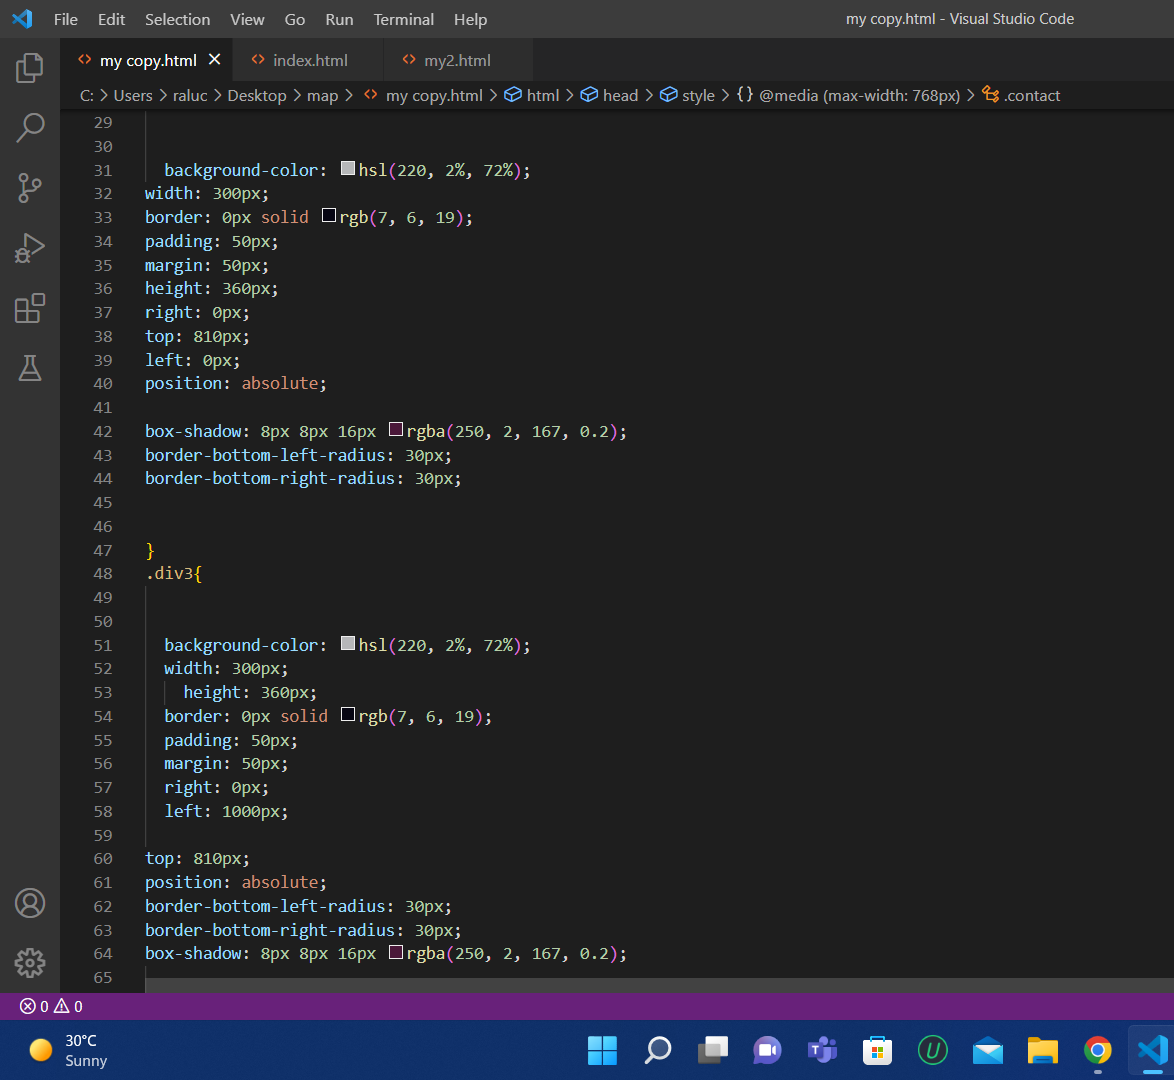 File Edit Selection View Go Run Terminal Help my copy.html - Visual Studio Code
my copy.html index.html my2.html
C: > Users > raluc > Desktop > map > my copy.html > html > head > style > {} @media (max-width: 768px) > .contact
29
30
31 background-color: hsl(220, 2%, 72%);
32 width: 300px;
33 border: 0px solid rgb(7, 6, 19);
34 padding: 50px;
35 margin: 50px;
36 height: 360px;
37 right: 0px;
38 top: 810px;
39 left: 0px;
40 position: absolute;
41
42 box-shadow: 8px 8px 16px rgba(250, 2, 167, 0.2);
43 border-bottom-left-radius: 30px;
44 border-bottom-right-radius: 30px;
45
46
47 }
48 .div3{
49
50
51 background-color: hsl(220, 2%, 72%);
52 width: 300px;
53 height: 360px;
54 border: 0px solid rgb(7, 6, 19);
55 padding: 50px;
56 margin: 50px;
57 right: 0px;
58 left: 1000px;
59
60 top: 810px;
61 position: absolute;
62 border-bottom-left-radius: 30px;
63 border-bottom-right-radius: 30px;
64 box-shadow: 8px 8px 16px rgba(250, 2, 167, 0.2);
65
0 0
30°C
Sunny